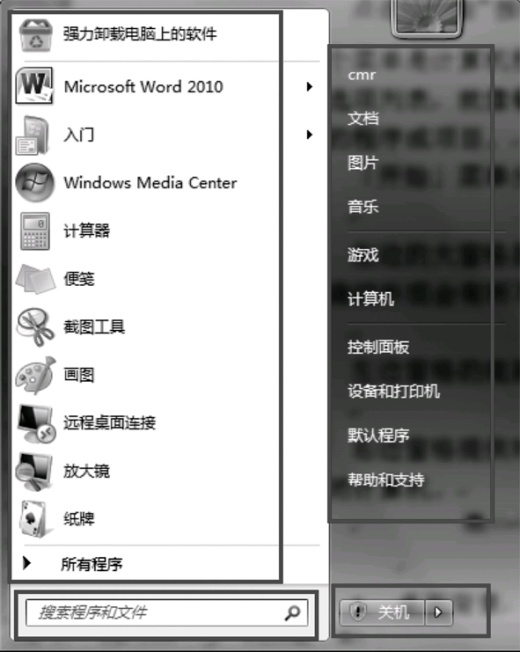 强力卸载电脑上的软件
Microsoft Word 2010
入门
Windows Media Center
计算器
便笺
截图工具
画图
远程桌面连接
放大镜
纸牌
所有程序
搜索程序和文件
cmr
文档
图片
音乐
游戏
计算机
控制面板
设备和打印机
默认程序
帮助和支持
关机